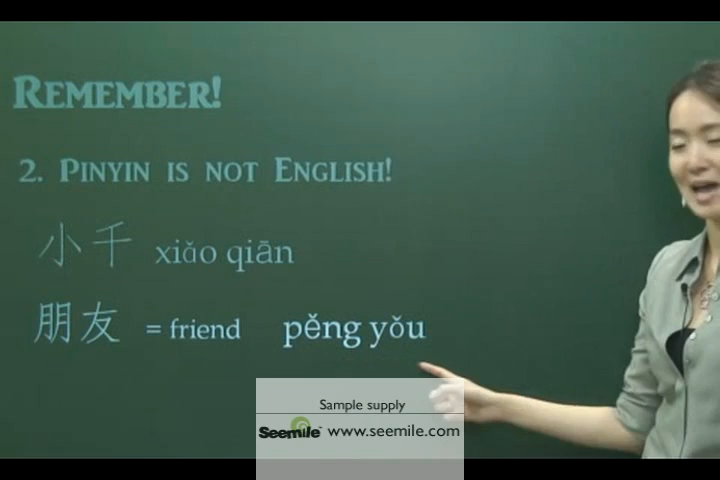 REMEMBER!
2. PINYIN IS NOT ENGLISH!
小千 xiǎo qiān
朋友 = friend pěng yǒu
Sample supply
Seemile™ www.seemile.com